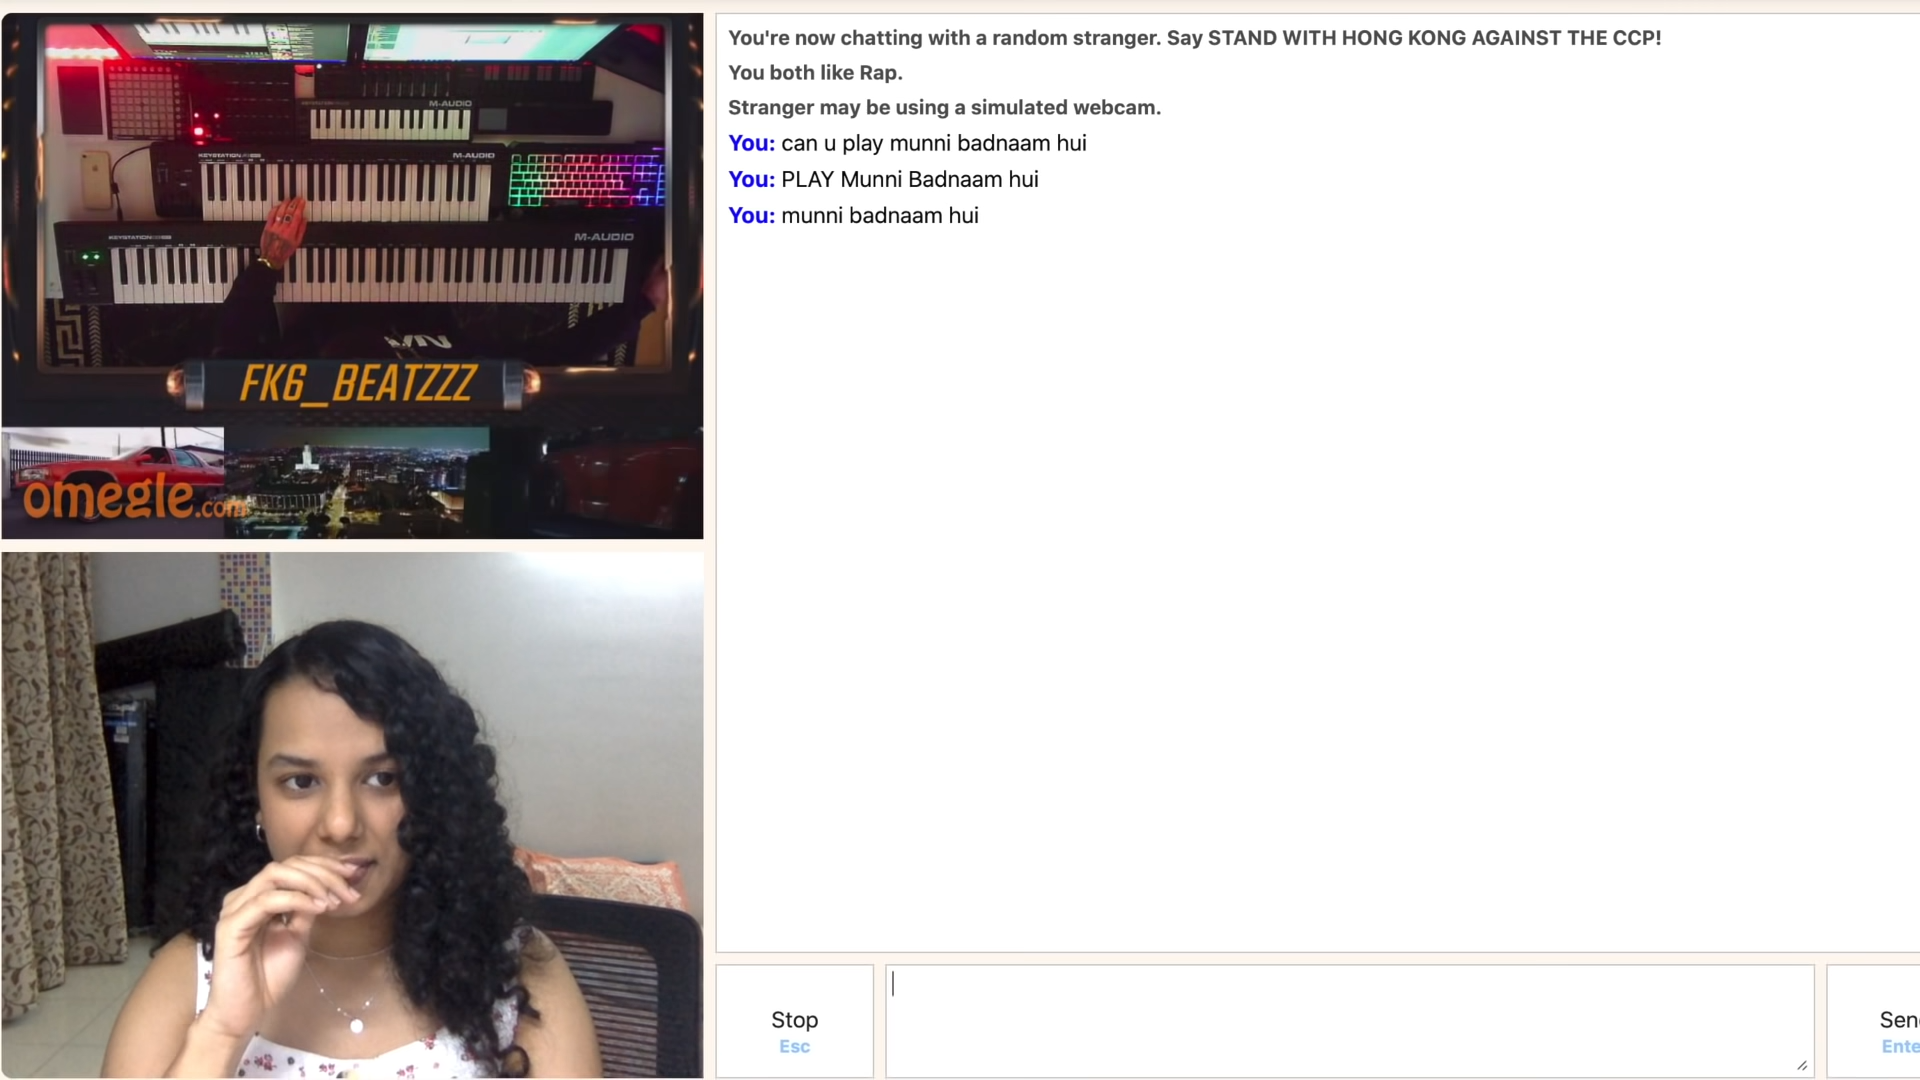 M-AUDIO
KEYSTATION
M-AUDIO
KEYSTATION
M-AUDIO
FK6_BEATZZZ
omegle.com
You're now chatting with a random stranger. Say STAND WITH HONG KONG AGAINST THE CCP!
You both like Rap.
Stranger may be using a simulated webcam.
You: can u play munni badnaam hui
You: PLAY Munni Badnaam hui
You: munni badnaam hui
Stop
Esc